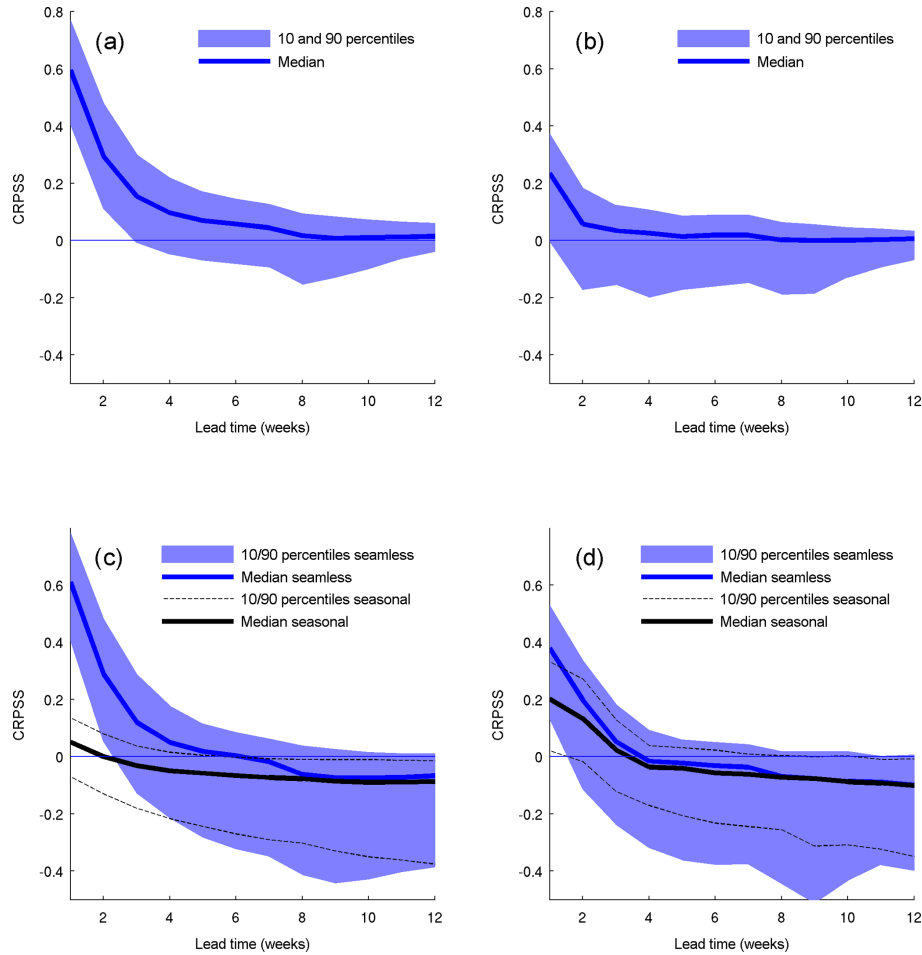 0.8
0.6
0.4
0.2
0
-0.2
-0.4
CRPSS
(a)
10 and 90 percentiles
Median
2 4 6 8 10 12
Lead time (weeks)
0.8
0.6
0.4
0.2
0
-0.2
-0.4
CRPSS
(b)
10 and 90 percentiles
Median
2 4 6 8 10 12
Lead time (weeks)
0.6
0.4
0.2
0
-0.2
-0.4
CRPSS
(c)
10/90 percentiles seamless
Median seamless
10/90 percentiles seasonal
Median seasonal
2 4 6 8 10 12
Lead time (weeks)
0.6
0.4
0.2
0
-0.2
-0.4
CRPSS
(d)
10/90 percentiles seamless
Median seamless
10/90 percentiles seasonal
Median seasonal
2 4 6 8 10 12
Lead time (weeks)